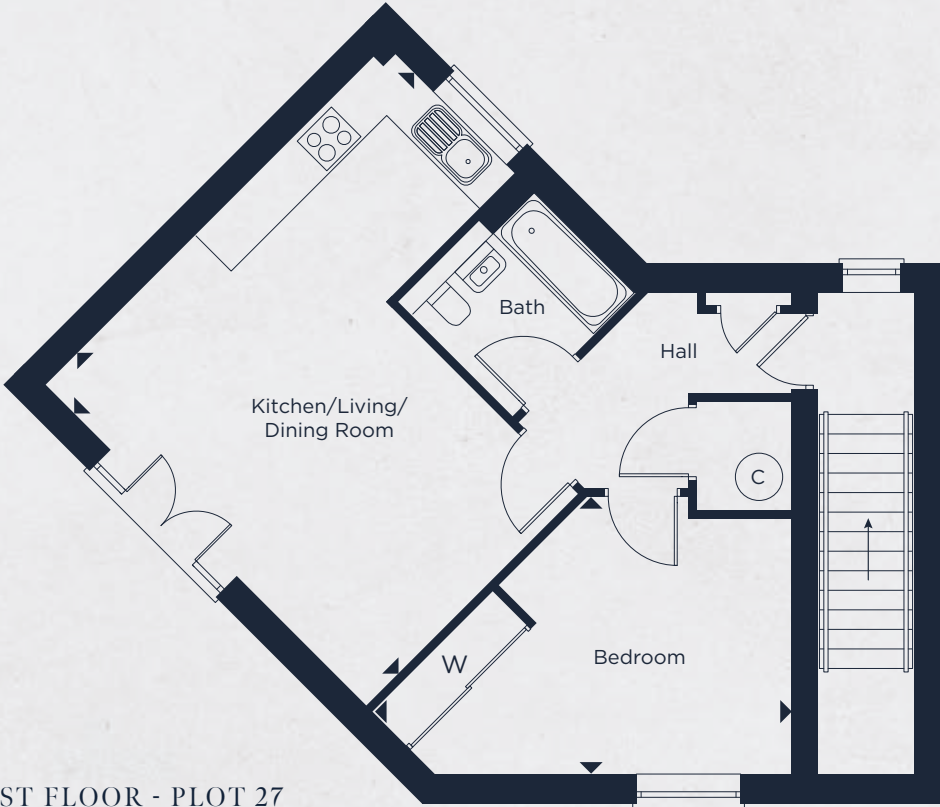 Bath
Hall
Kitchen/Living/
Dining Room
C
W
Bedroom
ST FLOOR - PLOT 27